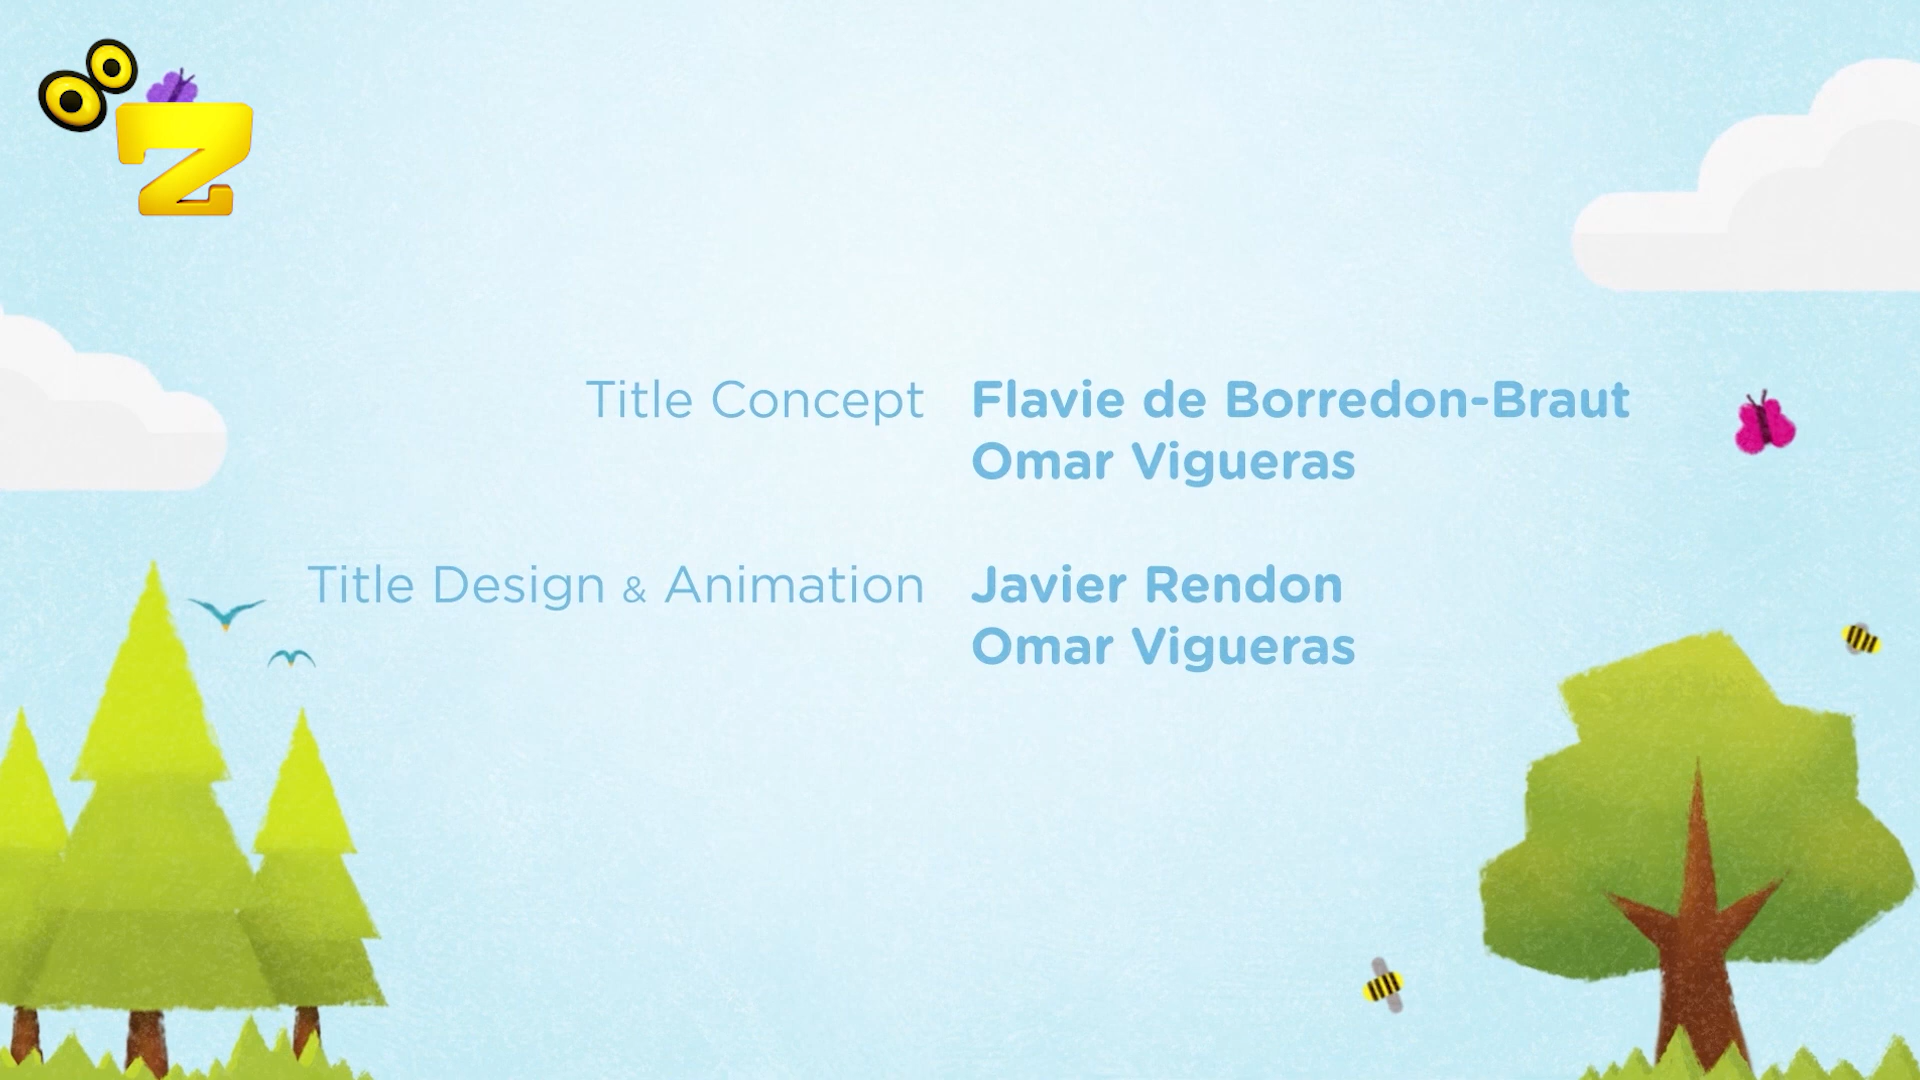 Z
Title Concept Flavie de Borredon-Braut
Omar Vigueras
Title Design & Animation Javier Rendon
Omar Vigueras